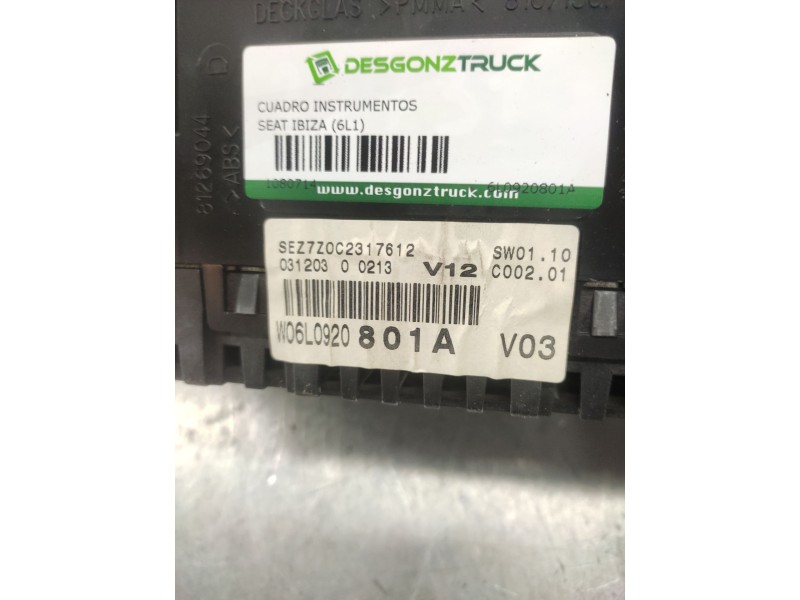 DECKGLAS >PMMA<
81269044 D
>ABS<
DESGONZTRUCK
CUADRO INSTRUMENTOS
SEAT IBIZA (6L1)
1080714 6L0920801A
www.desgonztruck.com
SEZ7Z0C2317612 SW01.10
031203 0 0213 V12 C002.01
W06L0920 801A V03